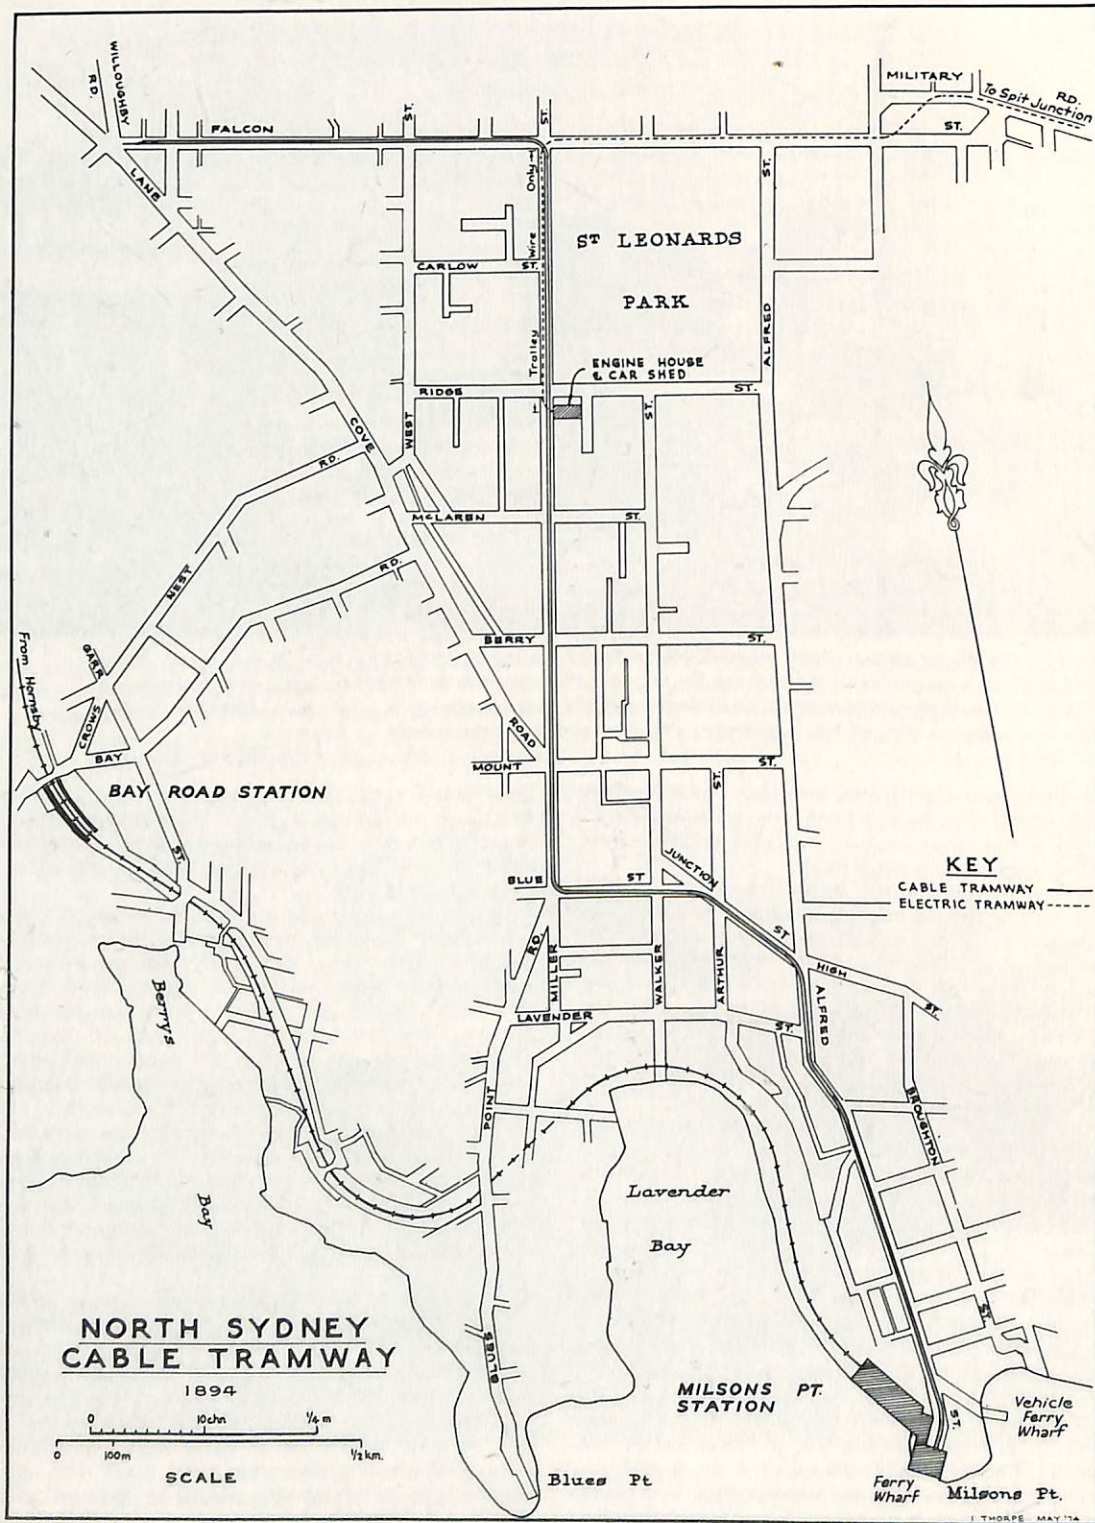 WILLOUGHBY
RD.
FALCON
ST.
ST.
MILITARY
RD.
To Spit Junction
ST.
LANE
Only
Wire
Trolley
ST.
CARLOW
ST.
ST LEONARDS
PARK
ALFRED
ENGINE HOUSE
& CAR SHED
RIDGE
ST.
ST.
COVE
WEST
RD.
McLAREN
ST.
NEST
RD.
BERRY
ST.
From Hornsby
CARR
CROWS
BAY
ROAD
MOUNT
ST.
ST.
BAY ROAD STATION
ST.
JUNCTION
BLUE
ST
KEY
CABLE TRAMWAY
ELECTRIC TRAMWAY
RD.
MILLER
WALKER
ARTHUR
ST.
HIGH
ST.
ALFRED
LAVENDER
ST.
Berrys
Bay
POINT
BROUGHTON
Lavender
Bay
ST.
NORTH SYDNEY
CABLE TRAMWAY
1894
0 10chn ¼ m
0 100m ½ km.
SCALE
BLUES
MILSONS PT.
STATION
ST.
Vehicle
Ferry
Wharf
Blues Pt
Ferry
Wharf
Milsons Pt.
I THORPE MAY '74